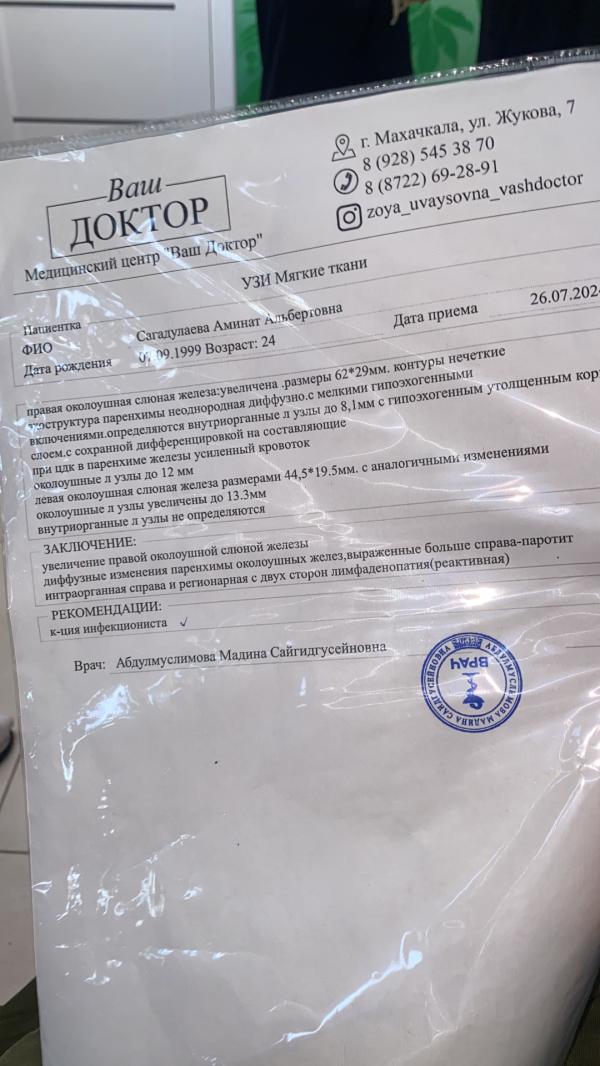 Ваш
ДОКТОР
Медицинский центр "Ваш Доктор"
г. Махачкала, ул. Жукова, 7
8 (928) 545 38 70
8 (8722) 69-28-91
zoya_uvaysovna_vashdoctor
УЗИ Мягкие ткани
Пациентка
ФИО Сагадулаева Аминат Альбертовна Дата приема 26.07.202
Дата рождения 07.09.1999 Возраст: 24
правая околоушная слюная железа:увеличена .размеры 62*29мм. контуры нечеткие
эхоструктура паренхимы неоднородная диффузно.с мелкими гипоэхогенными
включениями.определяются внутриорганные л узлы до 8,1мм с гипоэхогенным утолщенным кор
слоем.с сохранной дифференцировкой на составляющие
при цдк в паренхиме железы усиленный кровоток
околоушные л узлы до 12 мм
левая околоушная слюная железа размерами 44,5*19.5мм. с аналогичными изменениями
околоушные л узлы увеличены до 13.3мм
внутриорганные л узлы не определяются
ЗАКЛЮЧЕНИЕ:
увеличение правой околоушной слюной железы
диффузные изменения паренхимы околоушных желез,выраженные больше справа-паротит
интраорганная справа и регионарная с двух сторон лимфаденопатия(реактивная)
РЕКОМЕНДАЦИИ:
к-ция инфекциониста ✓
Врач: Абдулмуслимова Мадина Сайгидгусейновна
АБДУЛМУСЛИМОВА МАДИНА САЙГИДГУСЕЙНОВНА
ВРАЧ